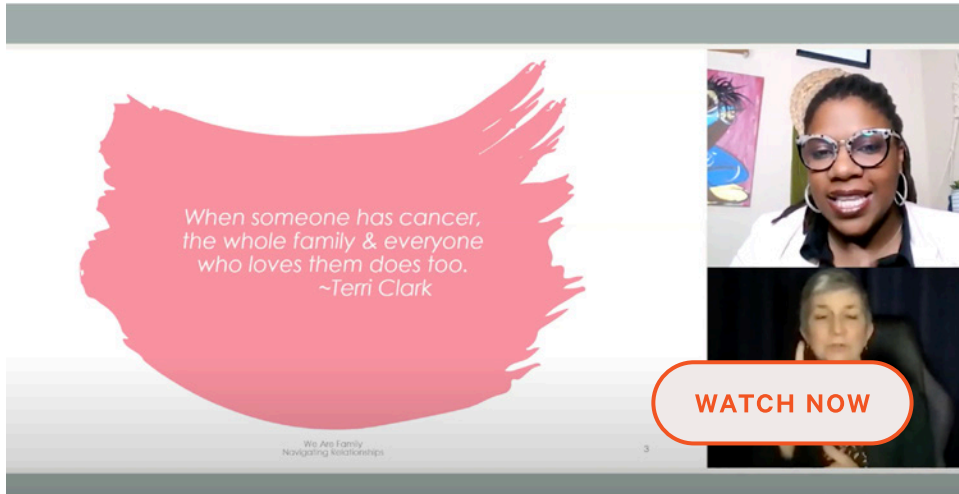 When someone has cancer,
the whole family & everyone
who loves them does too.
~Terri Clark
We Are Family
Navigating Relationships
3
WATCH NOW